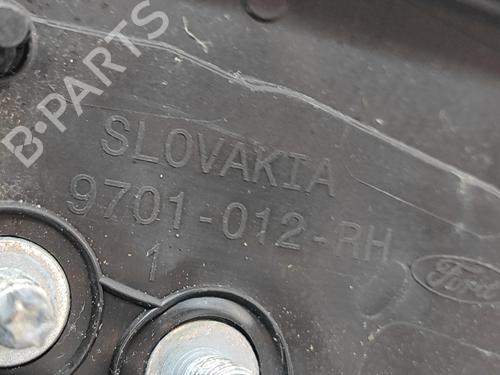 B-PARTS
SLOVAKIA
9701-012-RH
1
Ford